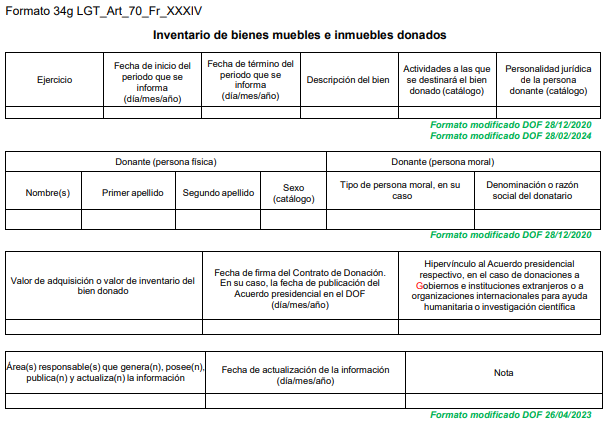 Formato 34g LGT_Art_70_Fr_XXXIV
Inventario de bienes muebles e inmuebles donados
Ejercicio
Fecha de inicio del
periodo que se
informa
(día/mes/año)
Fecha de término del
periodo que se
informa
(día/mes/año)
Descripción del bien
Actividades a las que
se destinará el bien
donado (catálogo)
Personalidad jurídica
de la persona
donante (catálogo)
Formato modificado DOF 28/12/2020
Formato modificado DOF 28/02/2024
Donante (persona física)
Donante (persona moral)
Nombre(s)
Primer apellido
Segundo apellido
Sexo
(catálogo)
Tipo de persona moral, en su
caso
Denominación o razón
social del donatario
Formato modificado DOF 28/12/2020
Valor de adquisición o valor de inventario del
bien donado
Fecha de firma del Contrato de Donación.
En su caso, la fecha de publicación del
Acuerdo presidencial en el DOF
(día/mes/año)
Hipervínculo al Acuerdo presidencial
respectivo, en el caso de donaciones a
Gobiernos e instituciones extranjeros o a
organizaciones internacionales para ayuda
humanitaria o investigación científica
Área(s) responsable(s) que genera(n), posee(n),
publica(n) y actualiza(n) la información
Fecha de actualización de la información
(día/mes/año)
Nota
Formato modificado DOF 26/04/2023